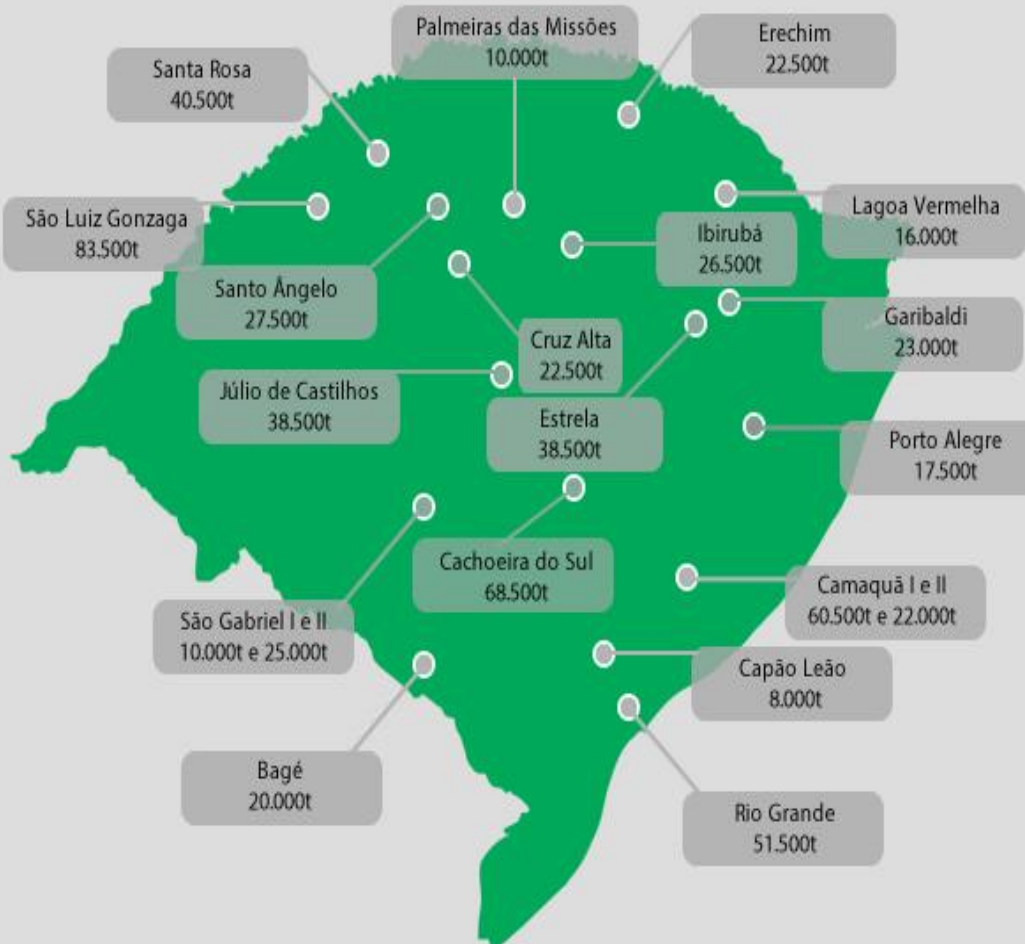 Palmeiras das Missões
10.000t
Erechim
22.500t
Santa Rosa
40.500t
São Luiz Gonzaga
83.500t
Lagoa Vermelha
16.000t
Ibirubá
26.500t
Santo Ângelo
27.500t
Garibaldi
23.000t
Cruz Alta
22.500t
Júlio de Castilhos
38.500t
Estrela
38.500t
Porto Alegre
17.500t
Cachoeira do Sul
68.500t
Camaquã I e II
60.500t e 22.000t
São Gabriel I e II
10.000t e 25.000t
Capão Leão
8.000t
Bagé
20.000t
Rio Grande
51.500t